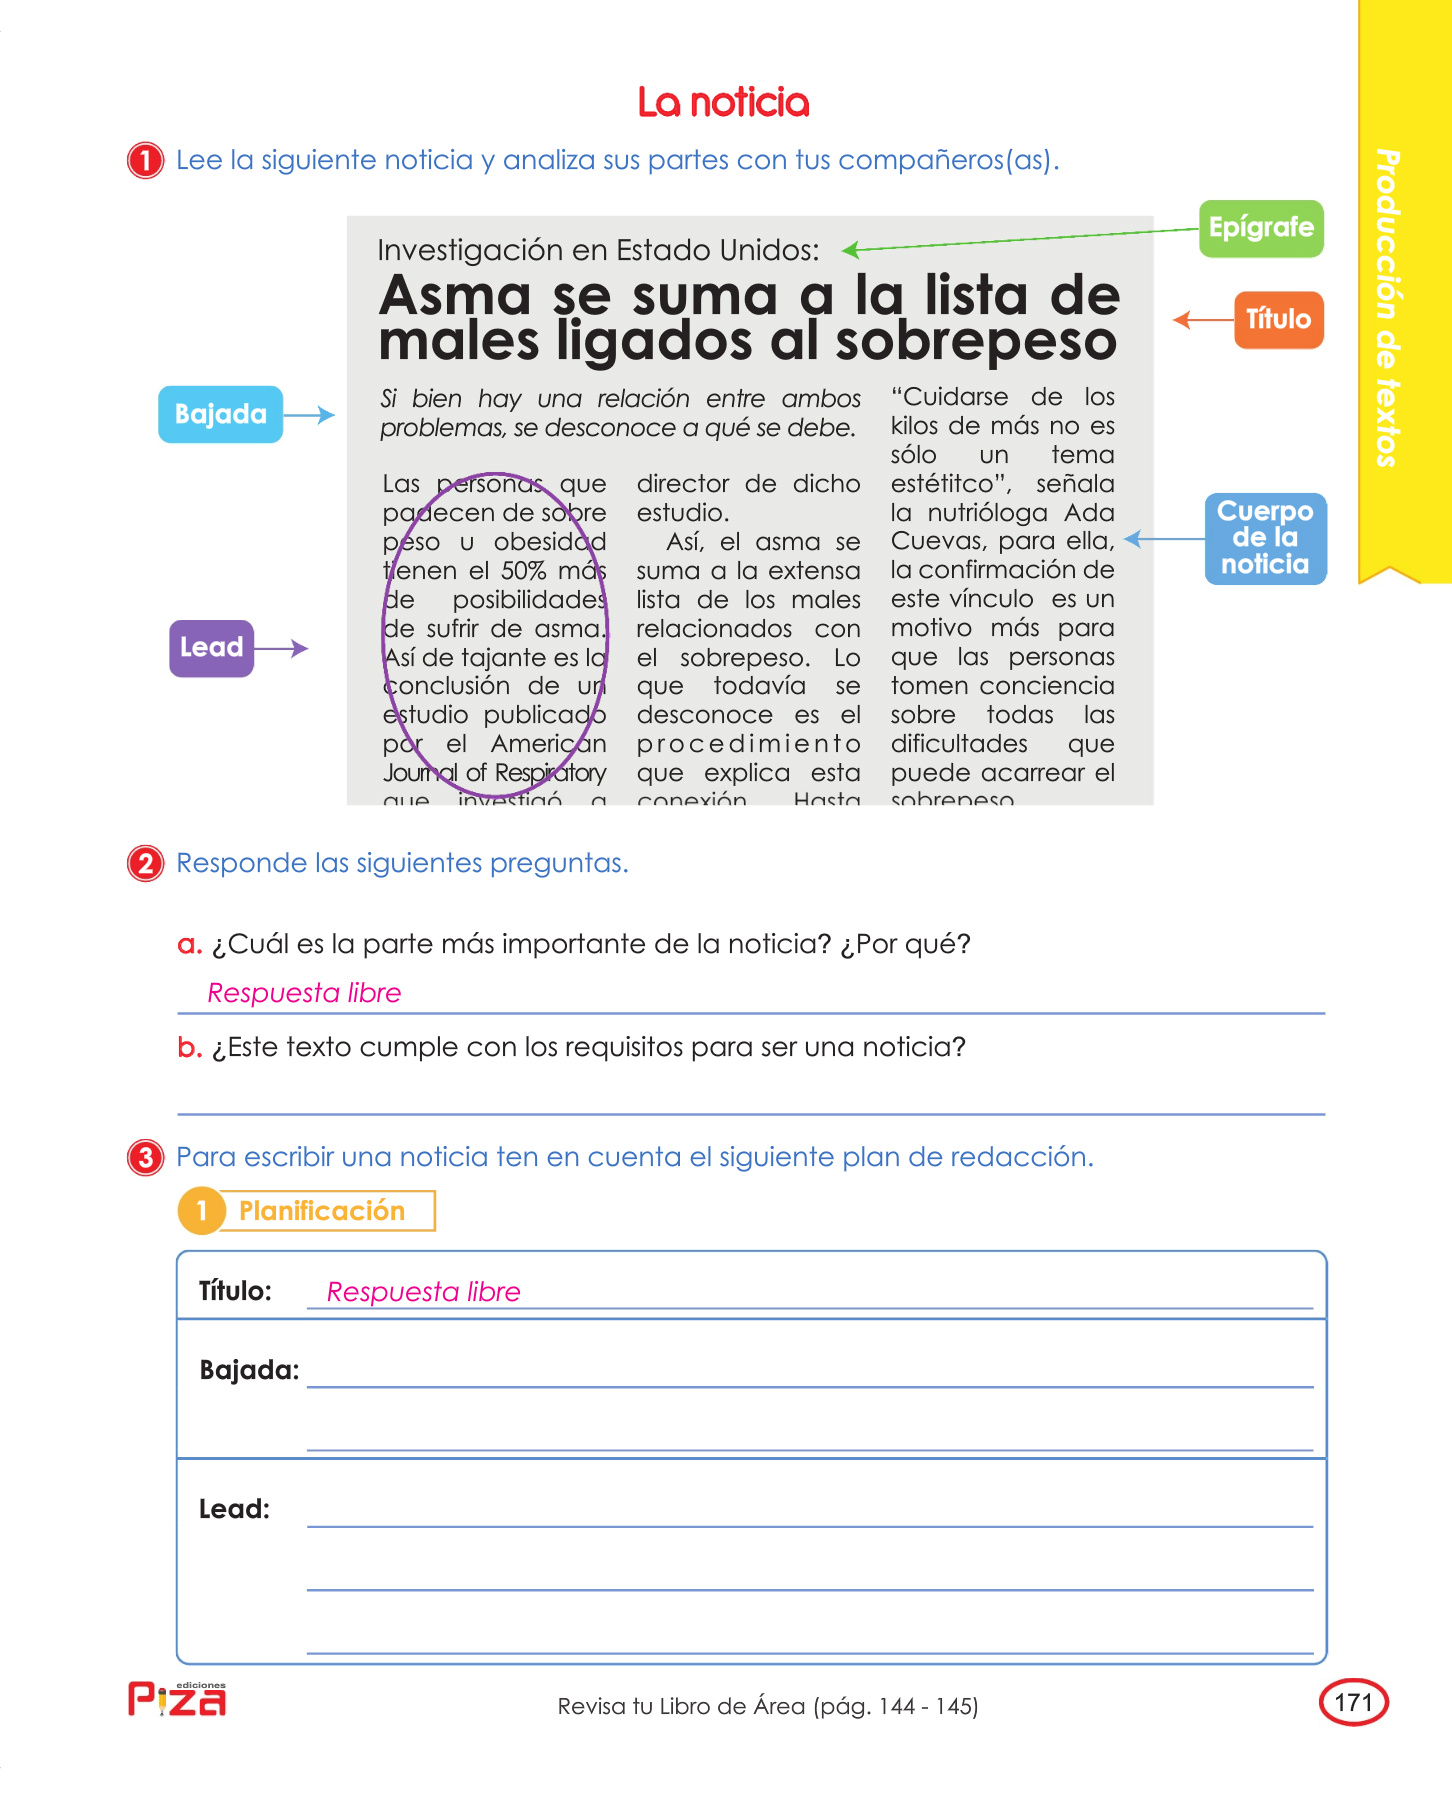 La noticia
1 Lee la siguiente noticia y analiza sus partes con tus compañeros(as).
Epígrafe
Investigación en Estado Unidos:
Asma se suma a la lista de
males ligados al sobrepeso
Título
Bajada
Si bien hay una relación entre ambos
problemas, se desconoce a qué se debe.
Las personas que
padecen de sobre
peso u obesidad
tienen el 50% más
de posibilidades
de sufrir de asma.
Así de tajante es la
conclusión de un
estudio publicado
por el American
Journal of Respiratory
que investigó a
director de dicho
estudio.
Así, el asma se
suma a la extensa
lista de los males
relacionados con
el sobrepeso. Lo
que todavía se
desconoce es el
procedimiento
que explica esta
conexión. Hasta
“Cuidarse de los
kilos de más no es
sólo un tema
estétitco”, señala
la nutrióloga Ada
Cuevas, para ella,
la confirmación de
este vínculo es un
motivo más para
que las personas
tomen conciencia
sobre todas las
dificultades que
puede acarrear el
sobrepeso
Cuerpo
de la
noticia
Lead
Producción de textos
2 Responde las siguientes preguntas.
a. ¿Cuál es la parte más importante de la noticia? ¿Por qué?
Respuesta libre
b. ¿Este texto cumple con los requisitos para ser una noticia?
3 Para escribir una noticia ten en cuenta el siguiente plan de redacción.
1 Planificación
Título: Respuesta libre
Bajada:
Lead:
ediciones
Piza
Revisa tu Libro de Área (pág. 144 - 145)
171